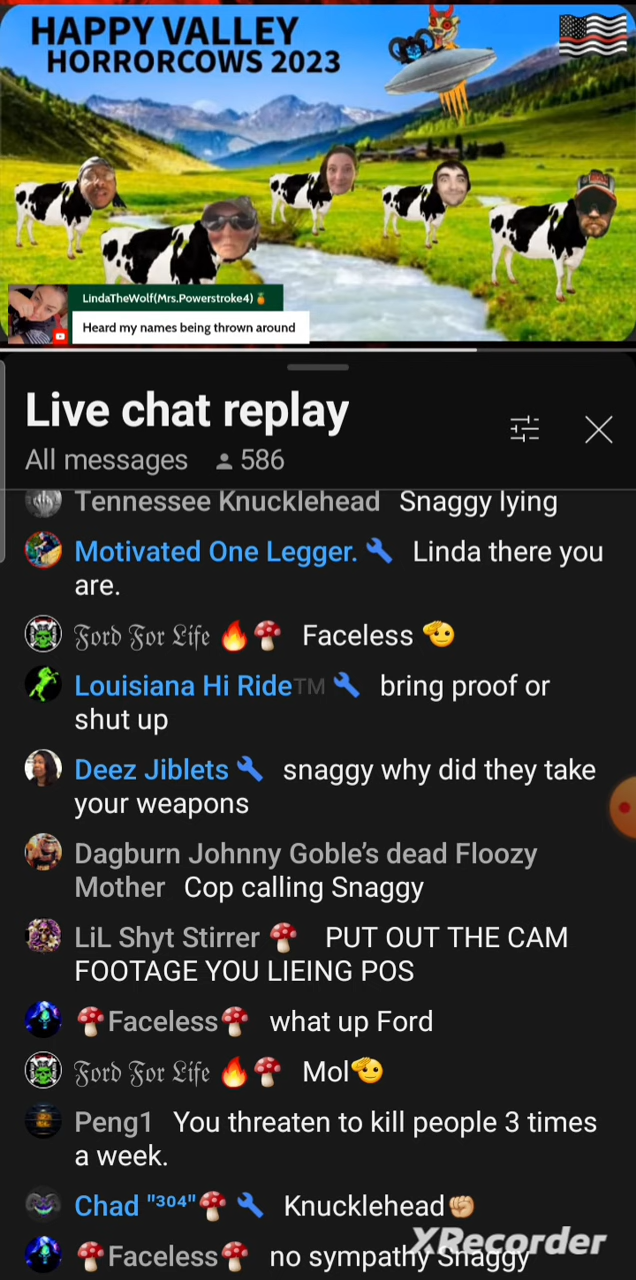 HAPPY VALLEY
HORRORCOWS 2023
LindaTheWolf(Mrs.Powerstroke4)🍍
Heard my names being thrown around
Live chat replay
All messages 586
Tennessee Knucklehead Snaggy lying
Motivated One Legger. 🔧 Linda there you
are.
𝔉𝔬𝔯𝔡 𝔉𝔬𝔯 𝔏𝔦𝔣𝔢 🔥🍄 Faceless 🫡
Louisiana Hi Ride™ 🔧 bring proof or
shut up
Deez Jiblets 🔧 snaggy why did they take
your weapons
Dagburn Johnny Goble’s dead Floozy
Mother Cop calling Snaggy
LiL Shyt Stirrer 🍄 PUT OUT THE CAM
FOOTAGE YOU LIEING POS
🍄Faceless🍄 what up Ford
𝔉𝔬𝔯𝔡 𝔉𝔬𝔯 𝔏𝔦𝔣𝔢 🔥🍄 Mol🫡
Peng1 You threaten to kill people 3 times
a week.
Chad "³⁰⁴"🍄 🔧 Knucklehead✊🏼
🍄Faceless🍄 no sympathy Snaggy
XRecorder